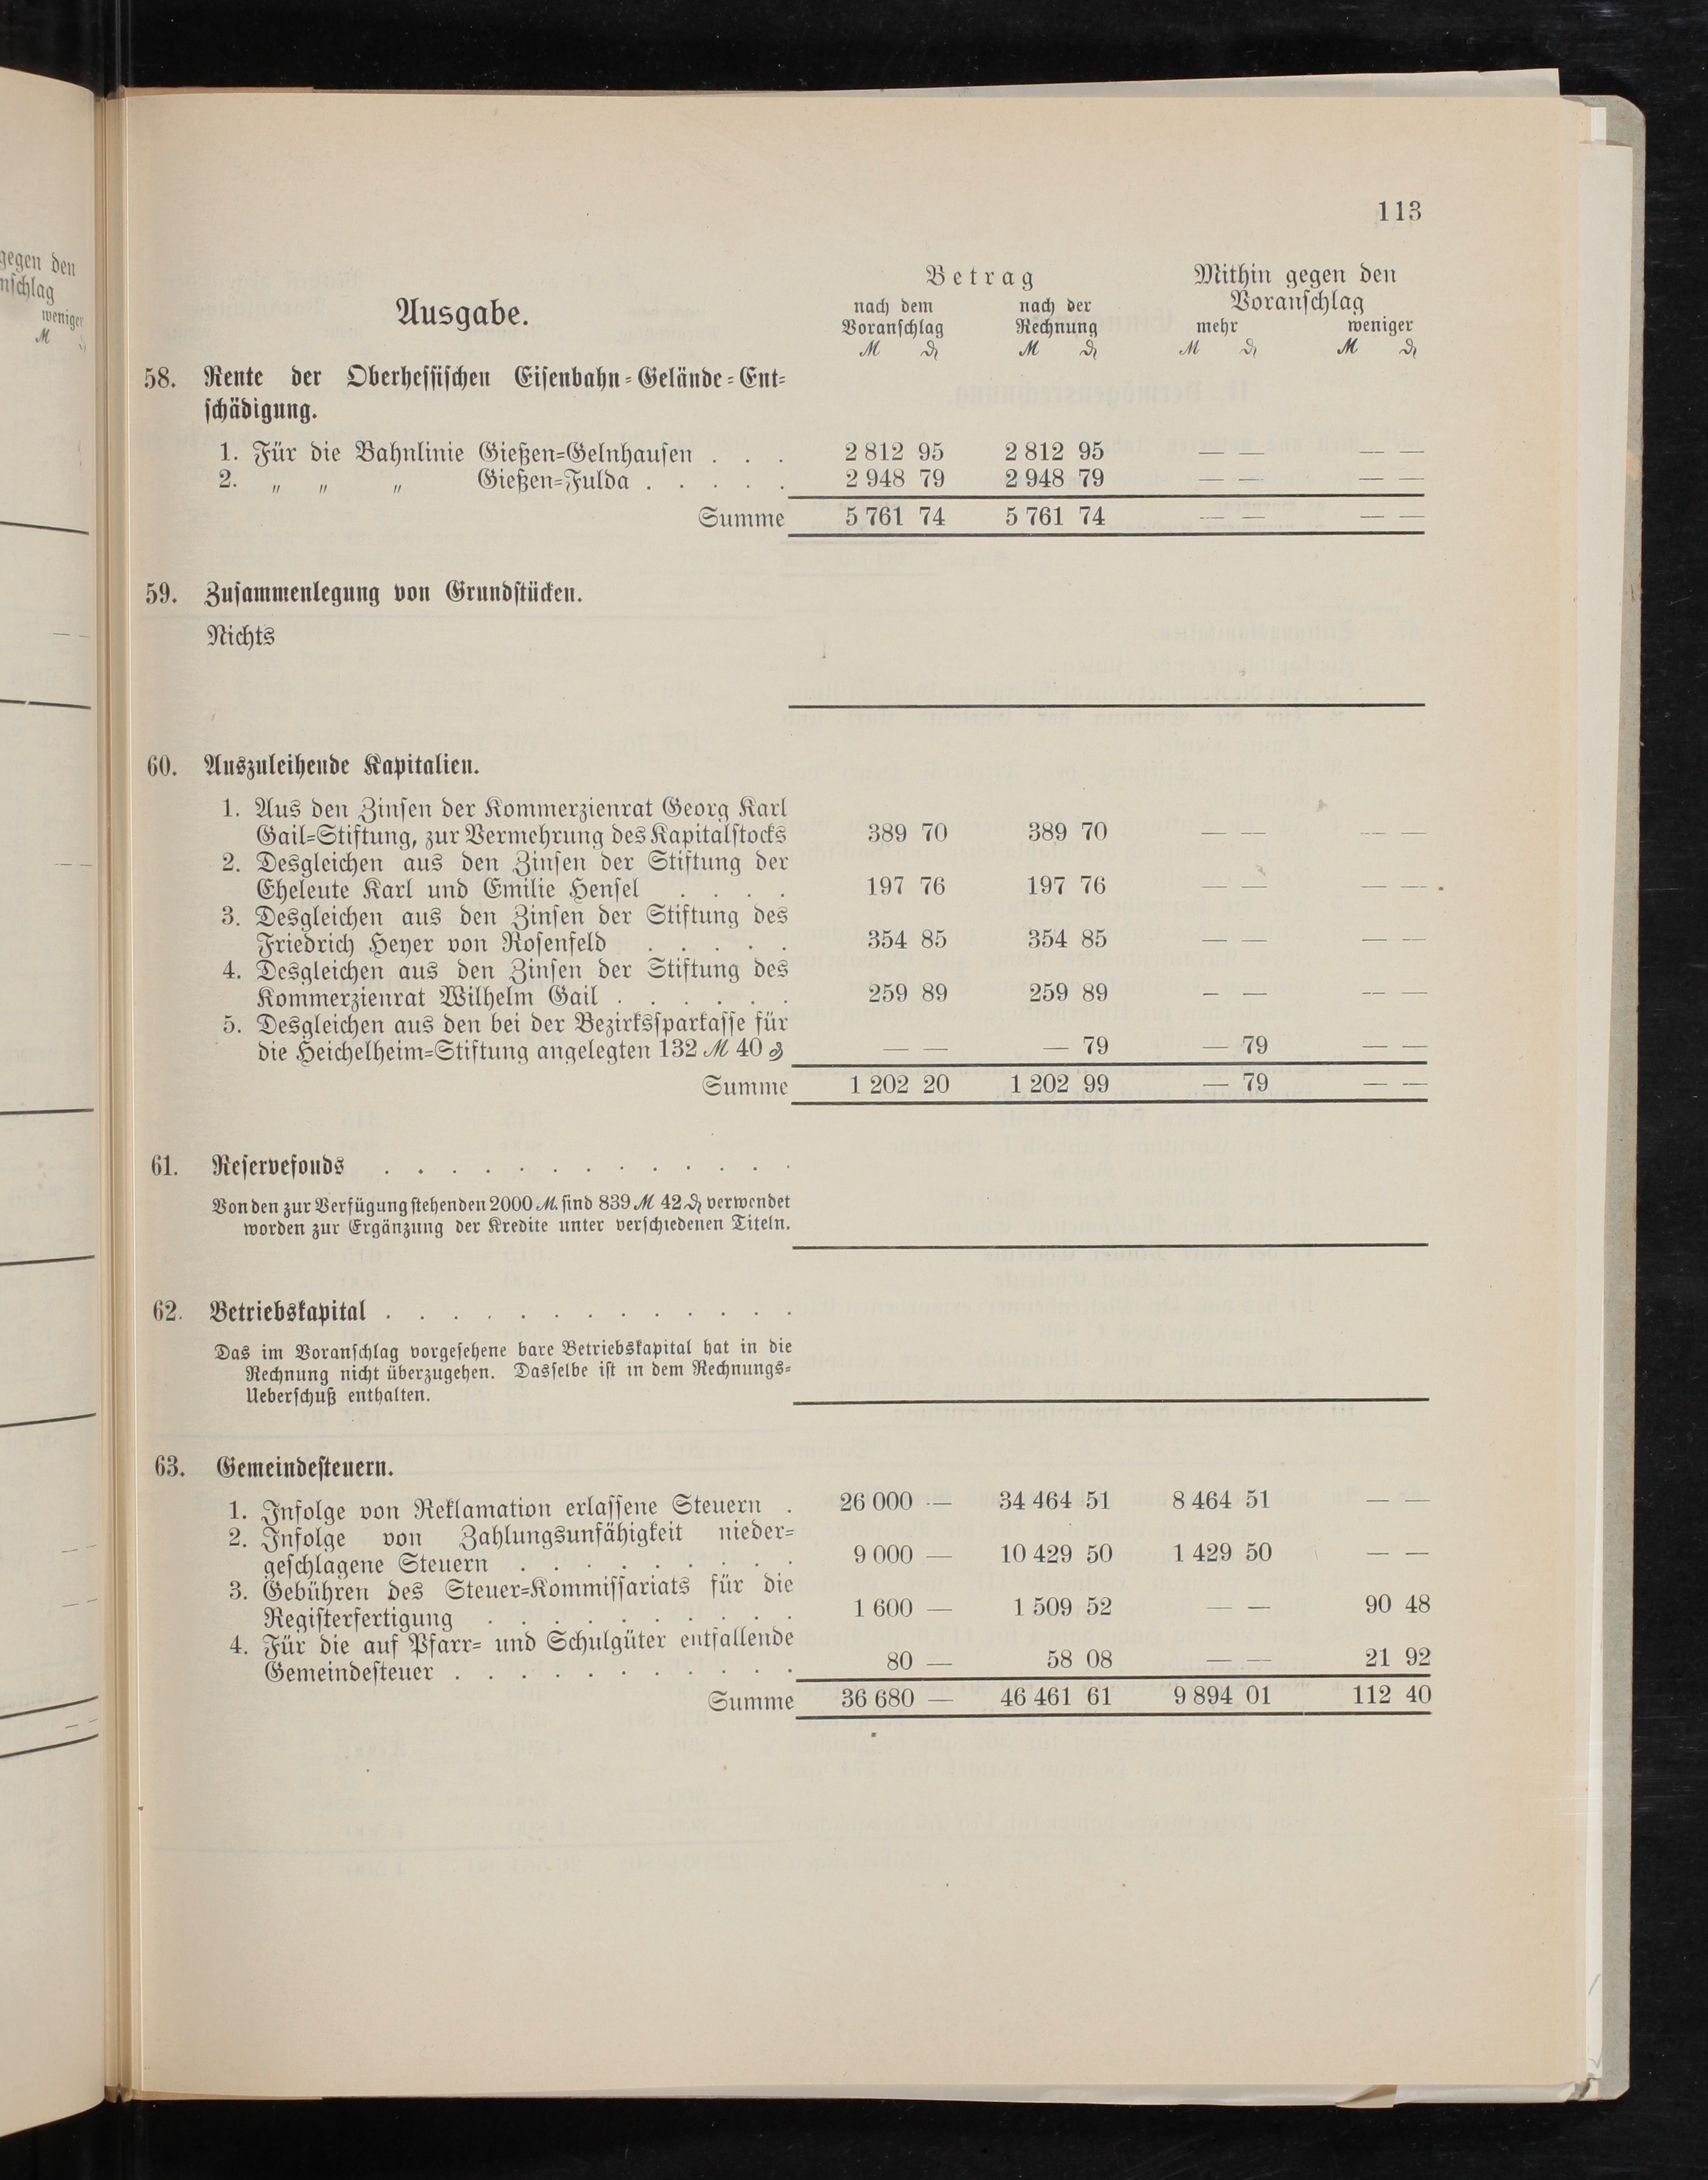 113
gegen den
weniger
M
Ausgabe.
Betrag
Mithin gegen den
Voranschlag
nach dem
Voranschlag
nach der
Rechnung
mehr
weniger
M ₰ M ₰ M ₰ M ₰
58. Rente der Oberhessischen Eisenbahn-Gelände-Ent-
schädigung.
1. Für die Bahnlinie Gießen-Gelnhausen . . . 2 812 95 2 812 95 — — — —
2. „ „ „ Gießen-Fulda . . . . . 2 948 79 2 948 79 — — — —
Summe 5 761 74 5 761 74 — — — —
59. Zusammenlegung von Grundstücken.
Nichts
60. Auszuleihende Kapitalien.
1. Aus den Zinsen der Kommerzienrat Georg Karl
Gail-Stiftung, zur Vermehrung des Kapitalstocks 389 70 389 70 — — — —
2. Desgleichen aus den Zinsen der Stiftung der
Eheleute Karl und Emilie Hensel . . . . 197 76 197 76 — — — —
3. Desgleichen aus den Zinsen der Stiftung des
Friedrich Heyer von Rosenfeld . . . . . 354 85 354 85 — — — —
4. Desgleichen aus den Zinsen der Stiftung des
Kommerzienrat Wilhelm Gail . . . . . . 259 89 259 89 — — — —
5. Desgleichen aus den bei der Bezirkssparkasse für
die Heichelheim-Stiftung angelegten 132 M 40 ₰ — — — 79 — 79 — —
Summe 1 202 20 1 202 99 — 79 — —
61. Reservefonds . . . . . . . . . . . . .
Von den zur Verfügung stehenden 2000 M. sind 839 M 42 ₰ verwendet
worden zur Ergänzung der Kredite unter verschiedenen Titeln.
62. Betriebskapital . . . . . . . . . . . . .
Das im Voranschlag vorgesehene bare Betriebskapital hat in die
Rechnung nicht überzugehen. Dasselbe ist in dem Rechnungs-
Ueberschuß enthalten.
63. Gemeindesteuern.
1. Infolge von Reklamation erlassene Steuern . 26 000 — 34 464 51 8 464 51 — —
2. Infolge von Zahlungsunfähigkeit nieder-
geschlagene Steuern . . . . . . . . . 9 000 — 10 429 50 1 429 50 — —
3. Gebühren des Steuer-Kommissariats für die
Registerfertigung . . . . . . . . . . 1 600 — 1 509 52 — — 90 48
4. Für die auf Pfarr- und Schulgüter entfallende
Gemeindesteuer . . . . . . . . . . . 80 — 58 08 — — 21 92
Summe 36 680 — 46 461 61 9 894 01 112 40